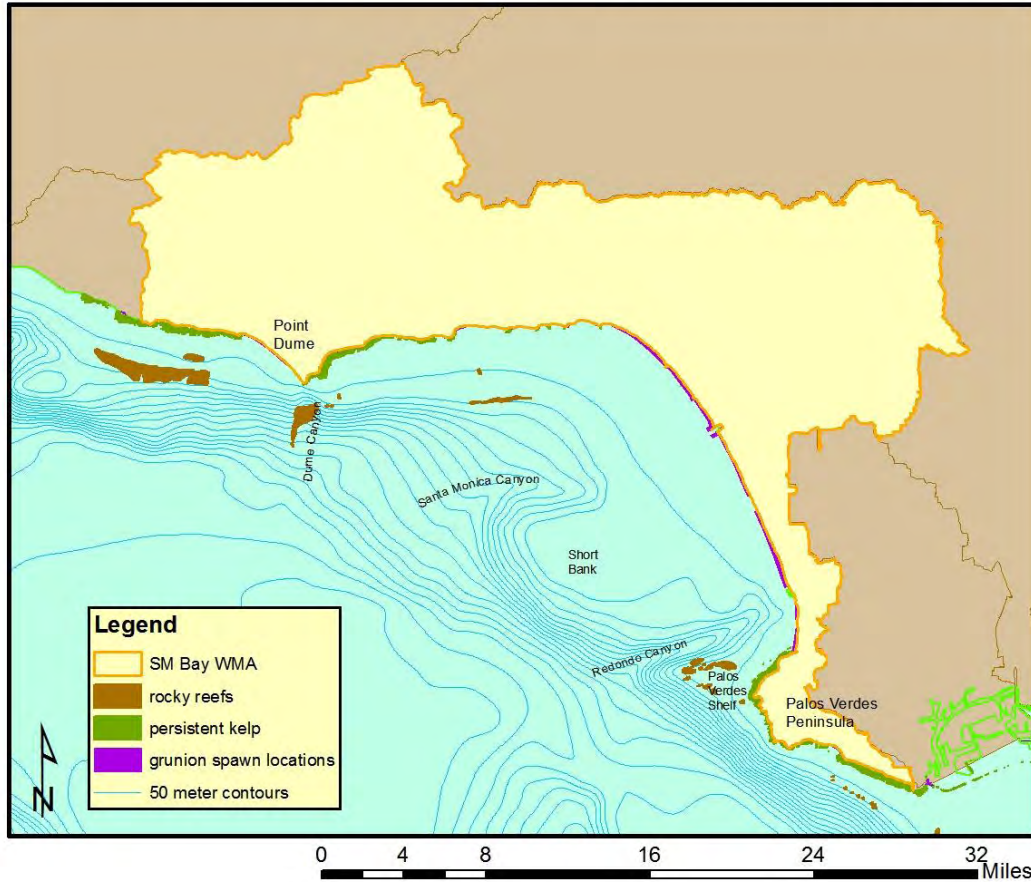 Point
Dume
Dume Canyon
Santa Monica Canyon
Short
Bank
Redondo Canyon
Palos
Verdes
Shelf
Palos Verdes
Peninsula
Legend
SM Bay WMA
rocky reefs
persistent kelp
grunion spawn locations
50 meter contours
N
0 4 8 16 24 32
Miles